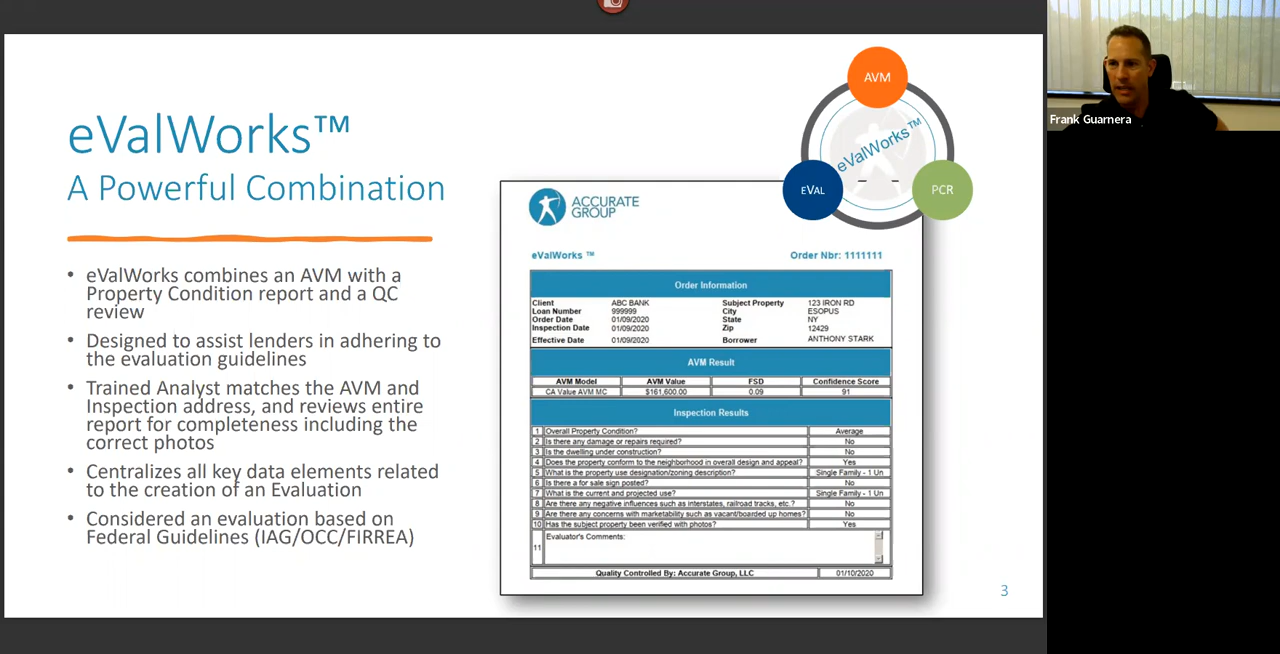 eValWorks™
A Powerful Combination
• eValWorks combines an AVM with a
Property Condition report and a QC
review
• Designed to assist lenders in adhering to
the evaluation guidelines
• Trained Analyst matches the AVM and
Inspection address, and reviews entire
report for completeness including the
correct photos
• Centralizes all key data elements related
to the creation of an Evaluation
• Considered an evaluation based on
Federal Guidelines (IAG/OCC/FIRREA)
AVM
eValWorks™
eVAL
PCR
ACCURATE
GROUP
eValWorks ™ Order Nbr: 1111111
Order Information
Client ABC BANK Subject Property 123 IRON RD
Loan Number 999999 City ESOPUS
Order Date 01/09/2020 State NY
Inspection Date 01/09/2020 Zip 12429
Effective Date 01/09/2020 Borrower ANTHONY STARK
AVM Result
AVM Model AVM Value FSD Confidence Score
CA Value AVM MC $161,600.00 0.09 91
Inspection Results
1 Overall Property Condition? Average
2 Is there any damage or repairs required? No
3 Is the dwelling under construction? No
4 Does the property conform to the neighborhood in overall design and appeal? Yes
5 What is the property use designation/zoning description? Single Family - 1 Un
6 Is there a for sale sign posted? No
7 What is the current and projected use? Single Family - 1 Un
8 Are there any negative influences such as interstates, railroad tracks, etc.? No
9 Are there any concerns with marketability such as vacant/boarded up homes? No
10 Has the subject property been verified with photos? Yes
11 Evaluator's Comments:
Quality Controlled By: Accurate Group, LLC 01/10/2020
3
Frank Guarnera